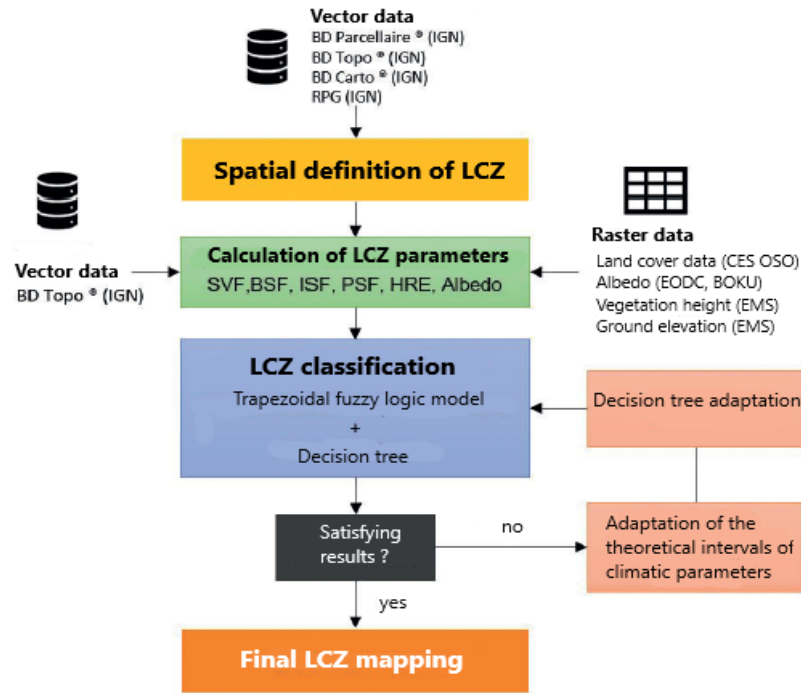 Vector data
BD Parcellaire ® (IGN)
BD Topo ® (IGN)
BD Carto ® (IGN)
RPG (IGN)
Spatial definition of LCZ
Calculation of LCZ parameters
SVF,BSF, ISF, PSF, HRE, Albedo
Vector data
BD Topo ® (IGN)
Raster data
Land cover data (CES OSO)
Albedo (EODC, BOKU)
Vegetation height (EMS)
Ground elevation (EMS)
LCZ classification
Trapezoidal fuzzy logic model
+
Decision tree
Decision tree adaptation
Satisfying
results ?
no
Adaptation of the
theoretical intervals of
climatic parameters
yes
Final LCZ mapping